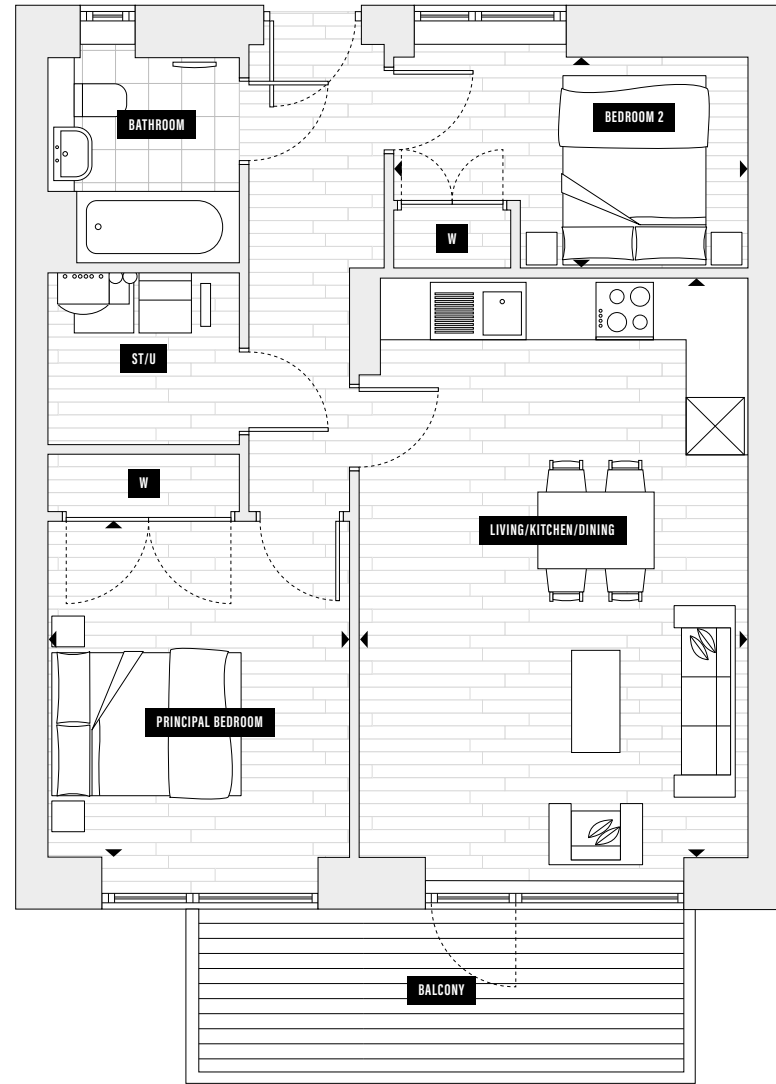 BATHROOM
BEDROOM 2
W
ST/U
W
LIVING/KITCHEN/DINING
PRINCIPAL BEDROOM
BALCONY